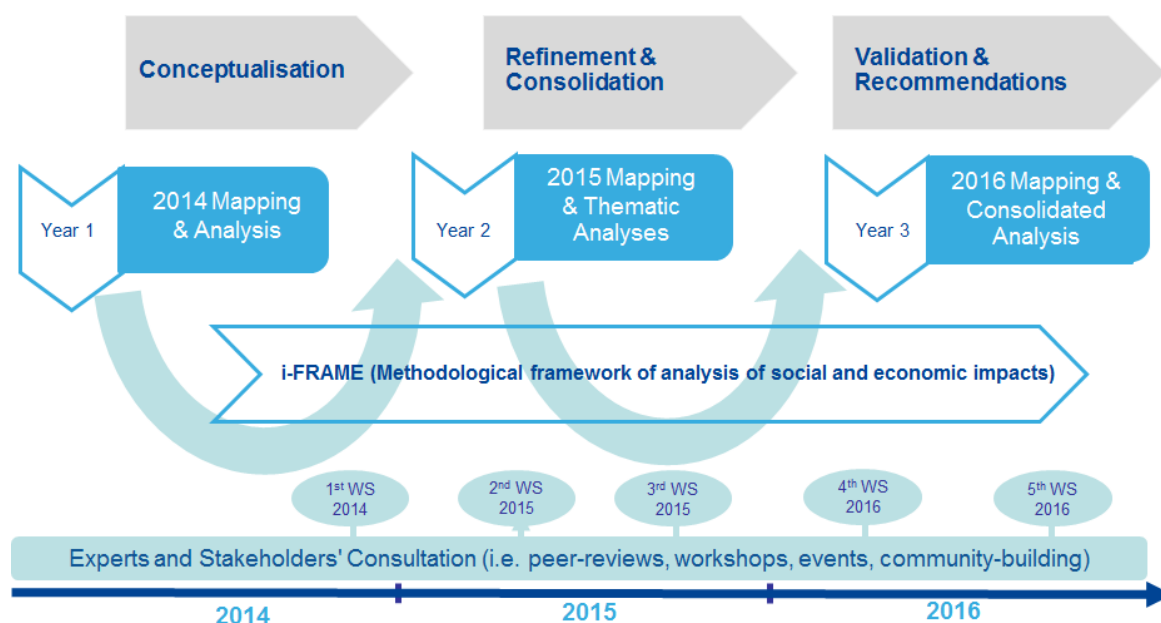 Conceptualisation
Refinement &
Consolidation
Validation &
Recommendations
Year 1
2014 Mapping
& Analysis
Year 2
2015 Mapping
& Thematic
Analyses
Year 3
2016 Mapping &
Consolidated
Analysis
i-FRAME (Methodological framework of analysis of social and economic impacts)
1st WS
2014
2nd WS
2015
3rd WS
2015
4th WS
2016
5th WS
2016
Experts and Stakeholders' Consultation (i.e. peer-reviews, workshops, events, community-building)
2014
2015
2016